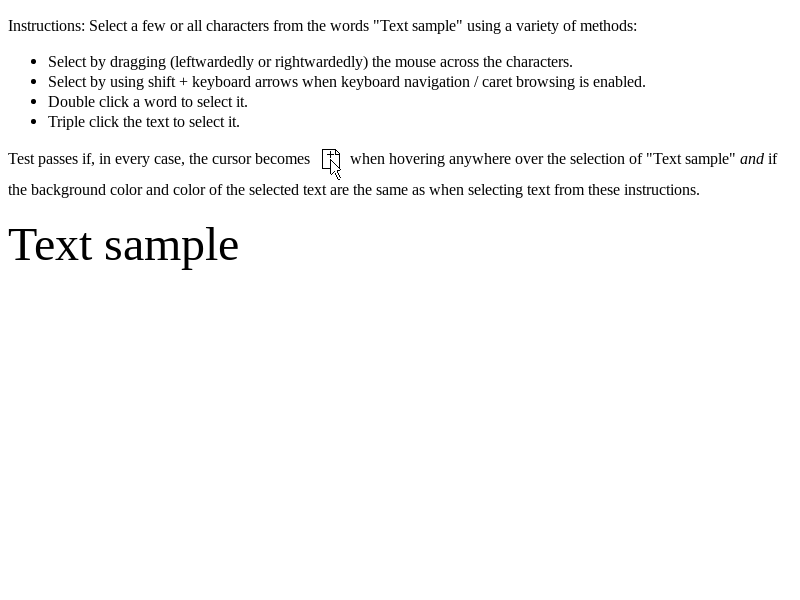 Instructions: Select a few or all characters from the words "Text sample" using a variety of methods:
Select by dragging (leftwardedly or rightwardedly) the mouse across the characters.
Select by using shift + keyboard arrows when keyboard navigation / caret browsing is enabled.
Double click a word to select it.
Triple click the text to select it.
Test passes if, in every case, the cursor becomes when hovering anywhere over the selection of "Text sample" and if
the background color and color of the selected text are the same as when selecting text from these instructions.
Text sample